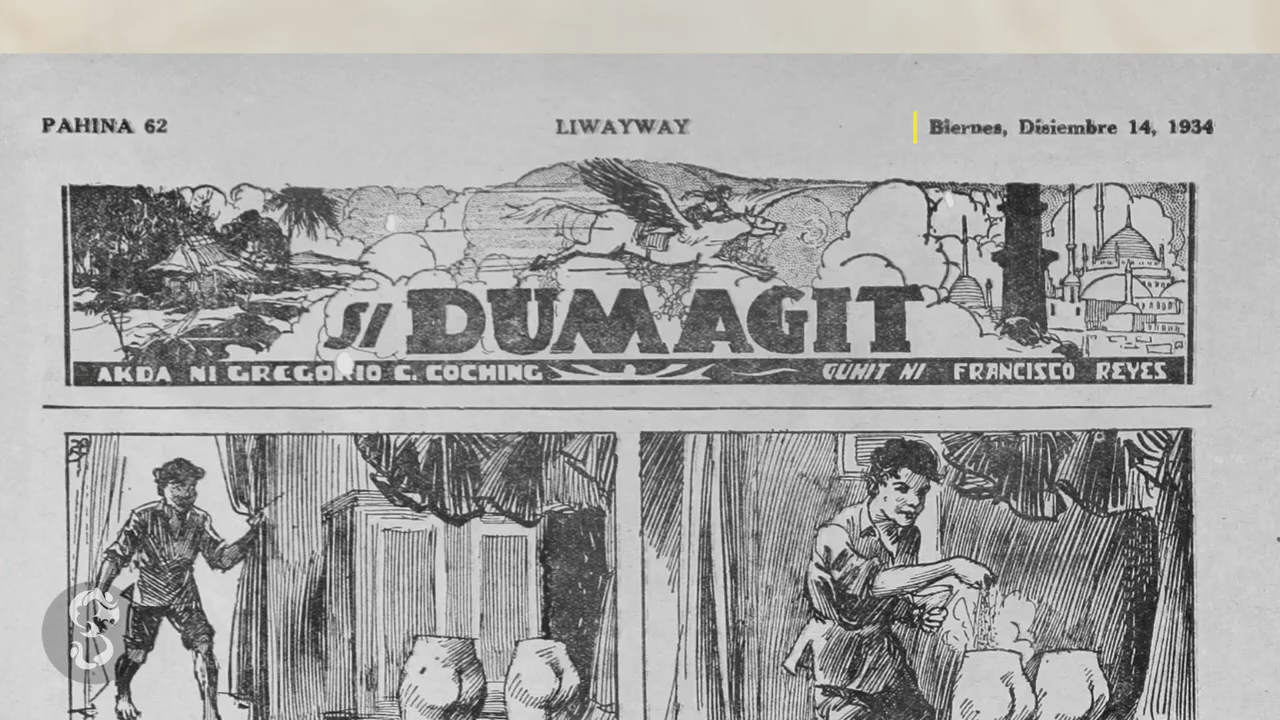 PAHINA 62
LIWAYWAY
Biernes, Disiembre 14, 1934
SI DUMAGIT
AKDA NI GREGORIO C. COCHING
GUHIT NI FRANCISCO REYES